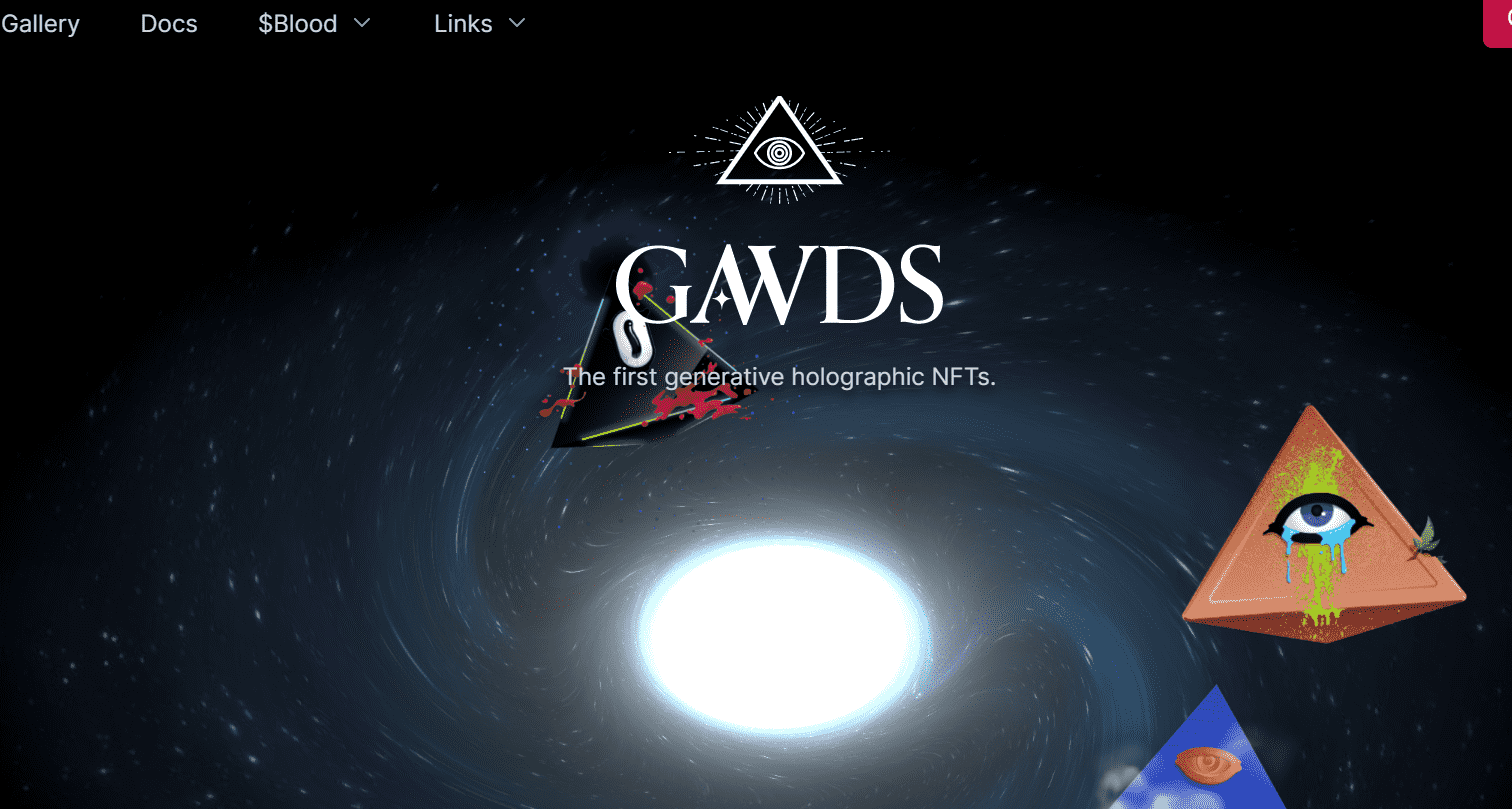 Gallery
Docs
$Blood
Links
GAWDS
The first generative holographic NFTs.